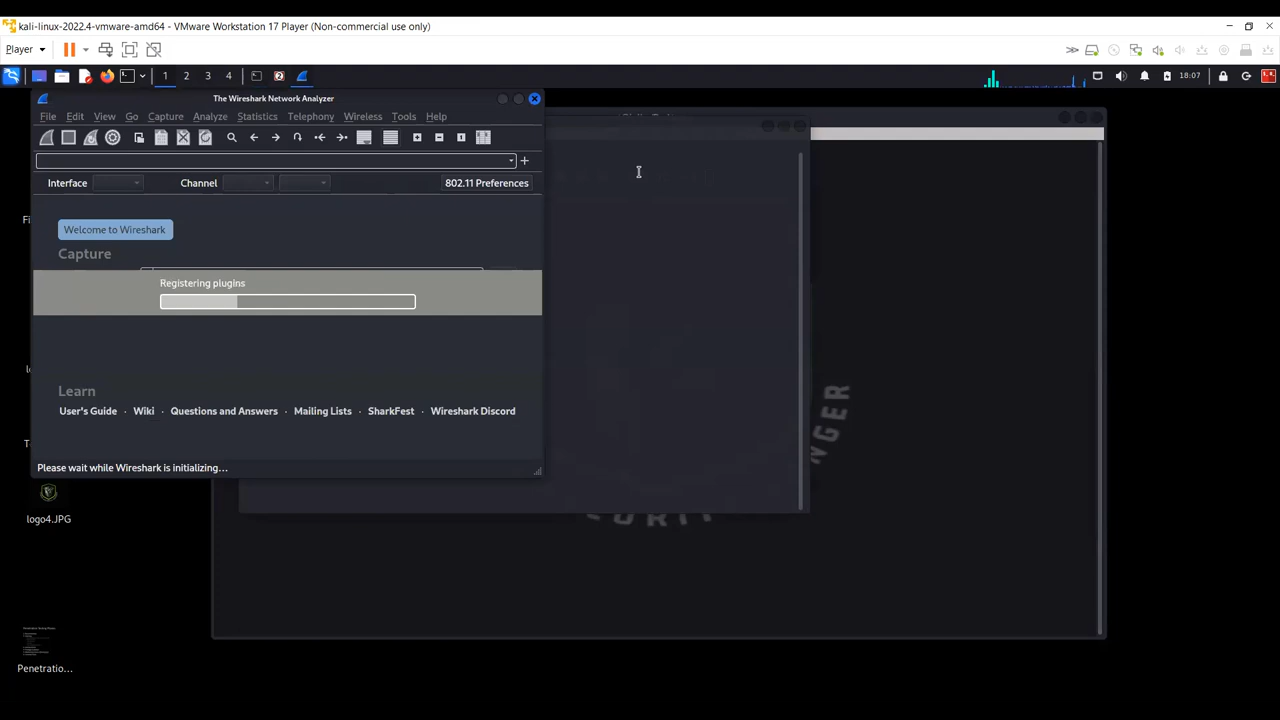 kali-linux-2022.4-vmware-amd64 - VMware Workstation 17 Player (Non-commercial use only)
Player
1 2 3 4
18:07
The Wireshark Network Analyzer
File Edit View Go Capture Analyze Statistics Telephony Wireless Tools Help
Interface Channel 802.11 Preferences
Welcome to Wireshark
Capture
Registering plugins
Learn
User's Guide · Wiki · Questions and Answers · Mailing Lists · SharkFest · Wireshark Discord
Please wait while Wireshark is initializing...
logo4.JPG
Penetratio...